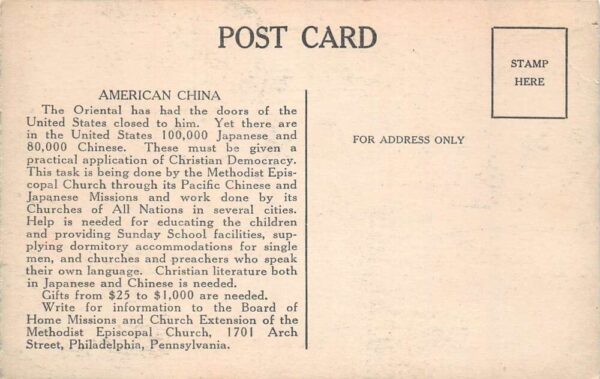 POST CARD
STAMP
HERE
AMERICAN CHINA
The Oriental has had the doors of the
United States closed to him. Yet there are
in the United States 100,000 Japanese and
80,000 Chinese. These must be given a
practical application of Christian Democracy.
This task is being done by the Methodist Epis-
copal Church through its Pacific Chinese and
Japanese Missions and work done by its
Churches of All Nations in several cities.
Help is needed for educating the children
and providing Sunday School facilities, sup-
plying dormitory accommodations for single
men, and churches and preachers who speak
their own language. Christian literature both
in Japanese and Chinese is needed.
Gifts from $25 to $1,000 are needed.
Write for information to the Board of
Home Missions and Church Extension of the
Methodist Episcopal Church, 1701 Arch
Street, Philadelphia, Pennsylvania.
FOR ADDRESS ONLY